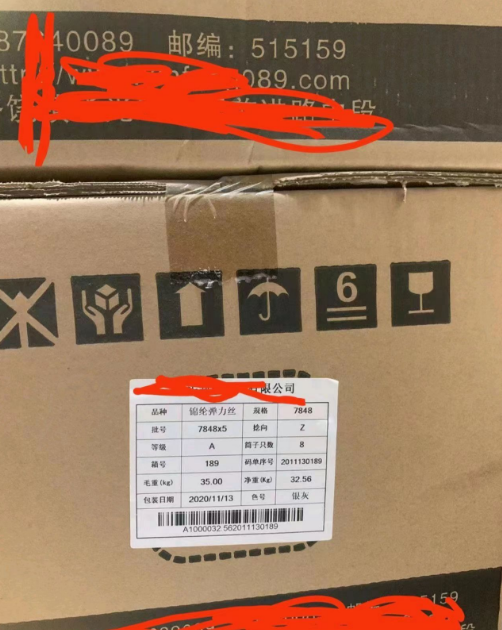 40089 邮编：515159
089.com
6
有限公司
品种 锦纶弹力丝 规格 7848
批号 7848x5 捻向 Z
等级 A 筒子只数 8
箱号 189 码单序号 2011130189
毛重(kg) 35.00 净重(Kg) 32.56
包装日期 2020/11/13 色号 银灰
A1000032 562011130189
5159